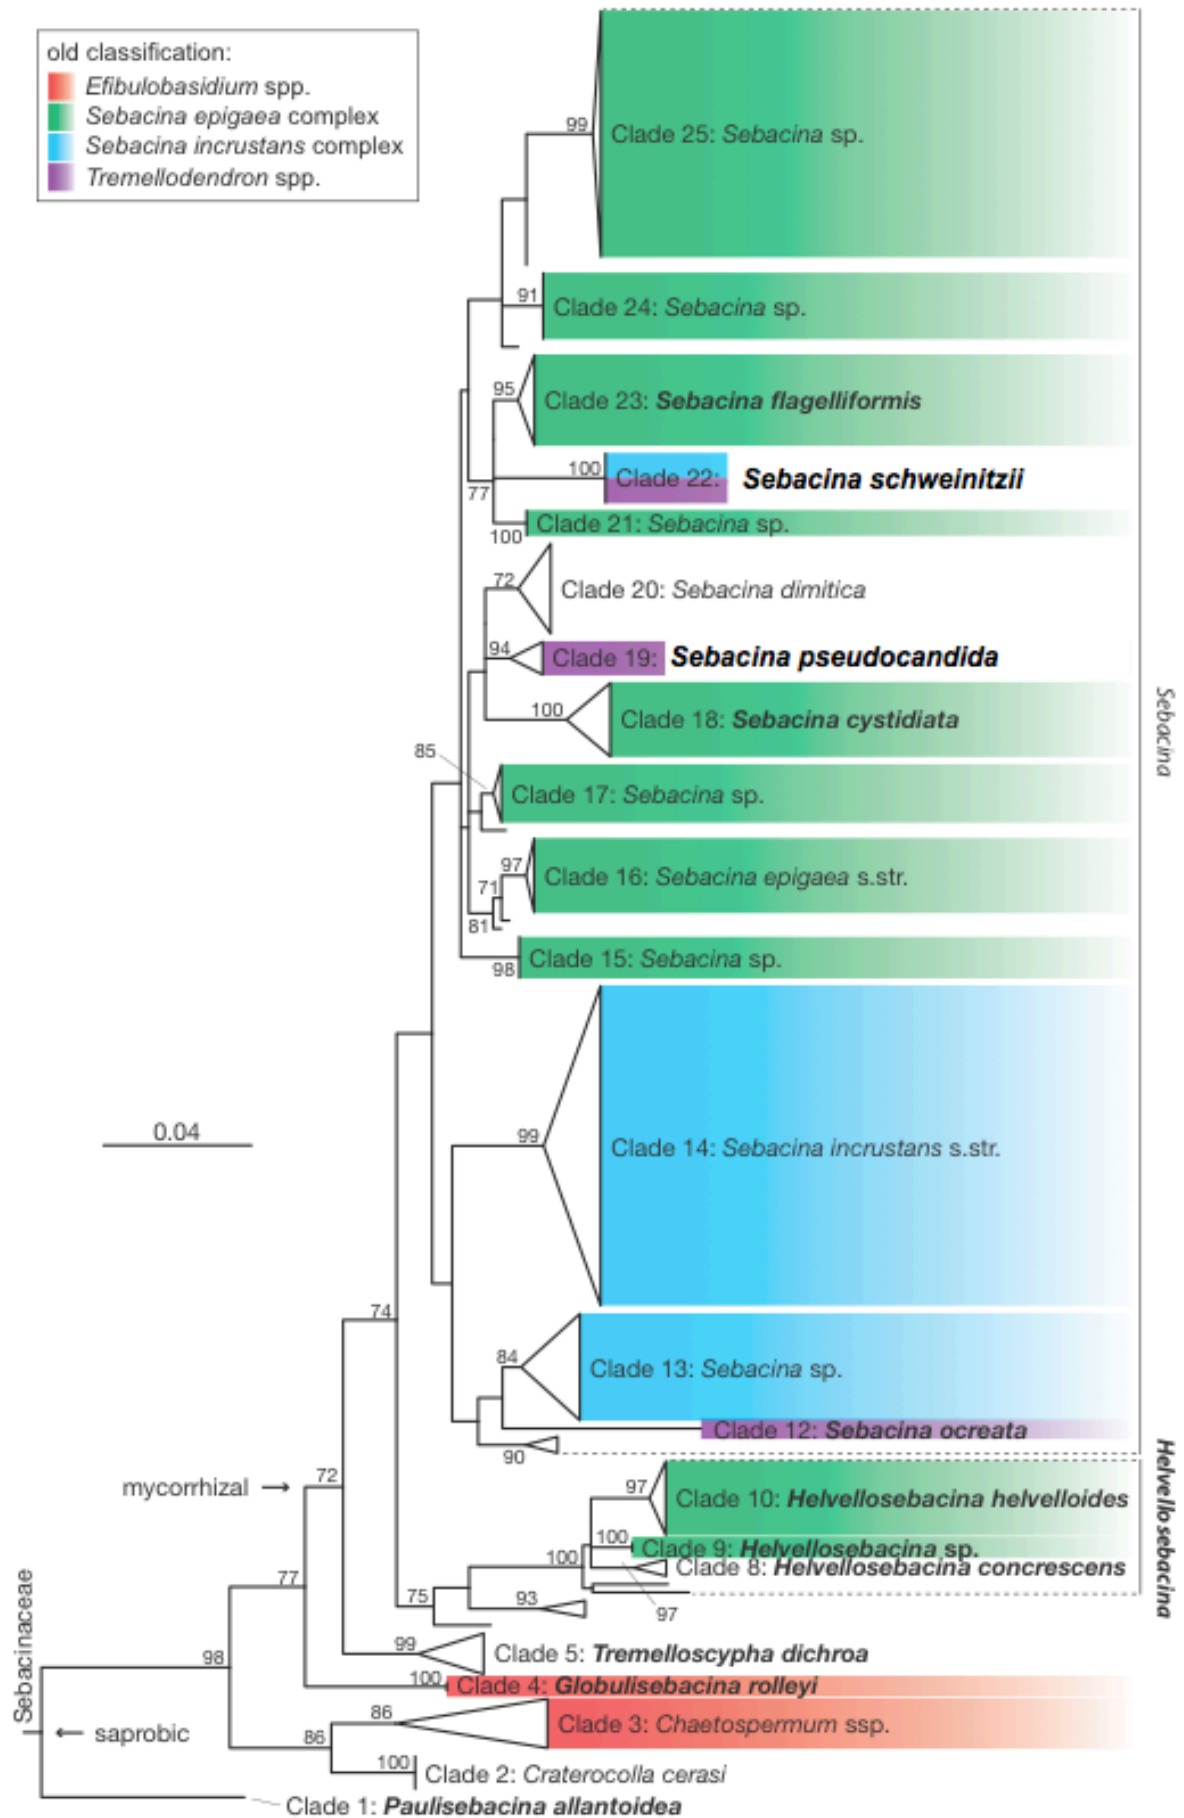 old classification:
Efibulobasidium spp.
Sebacina epigaea complex
Sebacina incrustans complex
Tremellodendron spp.
99
Clade 25: Sebacina sp.
91
Clade 24: Sebacina sp.
95
Clade 23: Sebacina flagelliformis
100
Clade 22: Sebacina schweinitzii
77
100
Clade 21: Sebacina sp.
72
Clade 20: Sebacina dimitica
94
Clade 19: Sebacina pseudocandida
100
Clade 18: Sebacina cystidiata
Sebacina
85
Clade 17: Sebacina sp.
97
Clade 16: Sebacina epigaea s.str.
71
81
98
Clade 15: Sebacina sp.
0.04
99
Clade 14: Sebacina incrustans s.str.
74
84
Clade 13: Sebacina sp.
Clade 12: Sebacina ocreata
90
mycorrhizal →
72
97
Clade 10: Helvellosebacina helvelloides
100
Clade 9: Helvellosebacina sp.
100
Clade 8: Helvellosebacina concrescens
97
Helvellosebacina
77
75
93
99
Clade 5: Tremelloscypha dichroa
98
100
Clade 4: Globulisebacina rolleyi
Sebacinaceae
← saprobic
86
Clade 3: Chaetospermum ssp.
86
100
Clade 2: Craterocolla cerasi
Clade 1: Paulisebacina allantoidea